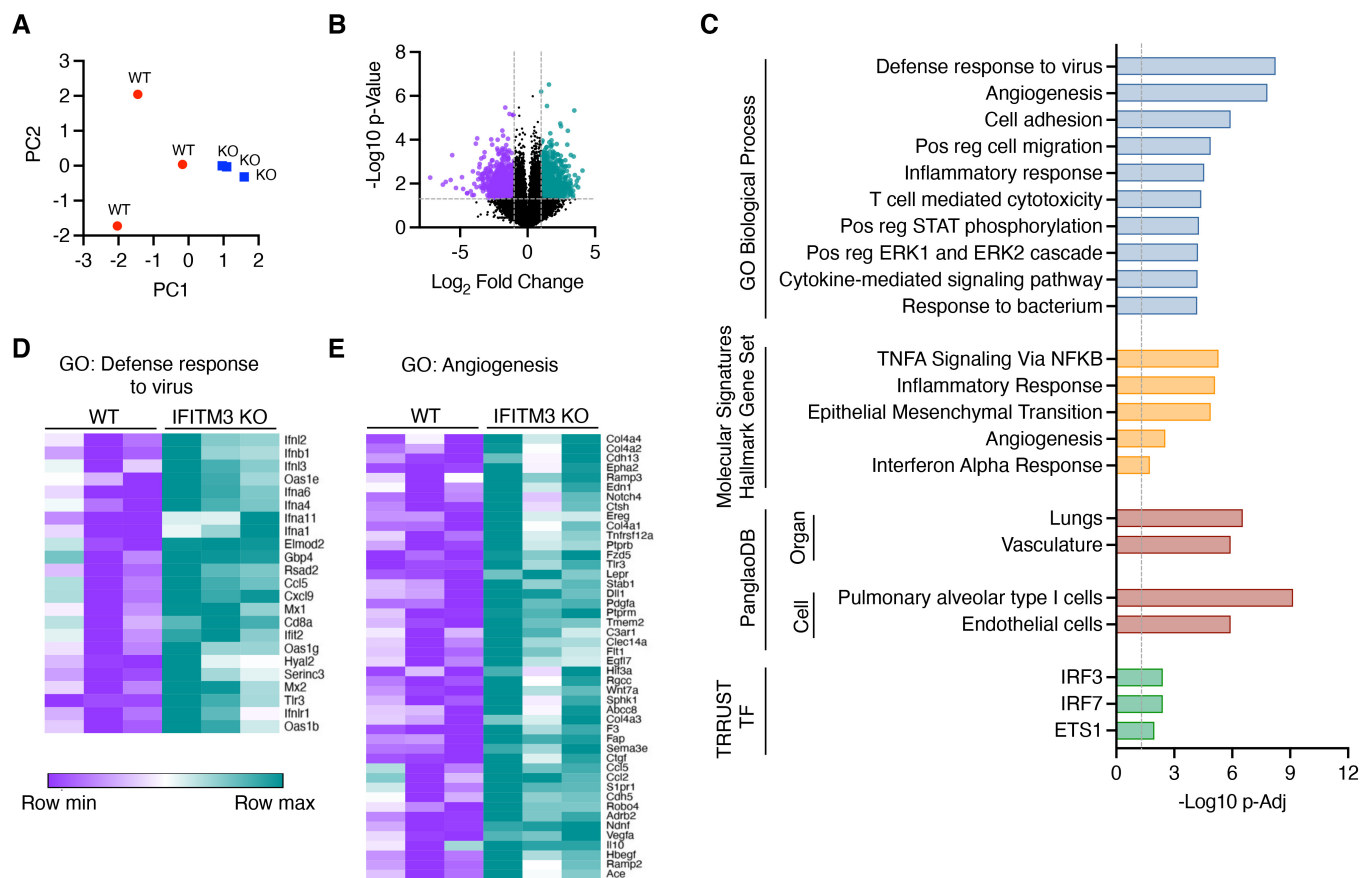 A
WT
WT
WT
KO
KO
KO
3
2
1
0
-1
-2
PC2
-3
-2
-1
0
1
2
PC1
B
8
6
4
2
0
-Log10 p-Value
-5
0
5
Log2 Fold Change
C
GO Biological Process
Defense response to virus
Angiogenesis
Cell adhesion
Pos reg cell migration
Inflammatory response
T cell mediated cytotoxicity
Pos reg STAT phosphorylation
Pos reg ERK1 and ERK2 cascade
Cytokine-mediated signaling pathway
Response to bacterium
Molecular Signatures
Hallmark Gene Set
TNFA Signaling Via NFKB
Inflammatory Response
Epithelial Mesenchymal Transition
Angiogenesis
Interferon Alpha Response
PanglaoDB
Organ
Lungs
Vasculature
Cell
Pulmonary alveolar type I cells
Endothelial cells
TRRUST
TF
IRF3
IRF7
ETS1
0
3
6
9
12
-Log10 p-Adj
D
GO: Defense response
to virus
WT
IFITM3 KO
Ifnl2
Ifnb1
Ifnl3
Oas1e
Ifna6
Ifna4
Ifna11
Ifna1
Elmod2
Gbp4
Rsad2
Ccl5
Cxcl9
Mx1
Cd8a
Ifit2
Oas1g
Hyal2
Serinc3
Mx2
Tlr3
Ifnlr1
Oas1b
Row min
Row max
E
GO: Angiogenesis
WT
IFITM3 KO
Col4a4
Col4a2
Cdh13
Epha2
Ramp3
Edn1
Notch4
Ctsh
Ereg
Col4a1
Tnfrsf12a
Ptprb
Fzd5
Tlr3
Lepr
Stab1
Dll1
Pdgfa
Ptprm
Tmem2
C3ar1
Clec14a
Flt1
Egfl7
Hif3a
Rgcc
Wnt7a
Sphk1
Abcc8
Col4a3
F3
Fap
Sema3e
Ctgf
Ccl5
Ccl2
S1pr1
Cdh5
Robo4
Adrb2
Ndnf
Vegfa
Il10
Hbegf
Ramp2
Ace